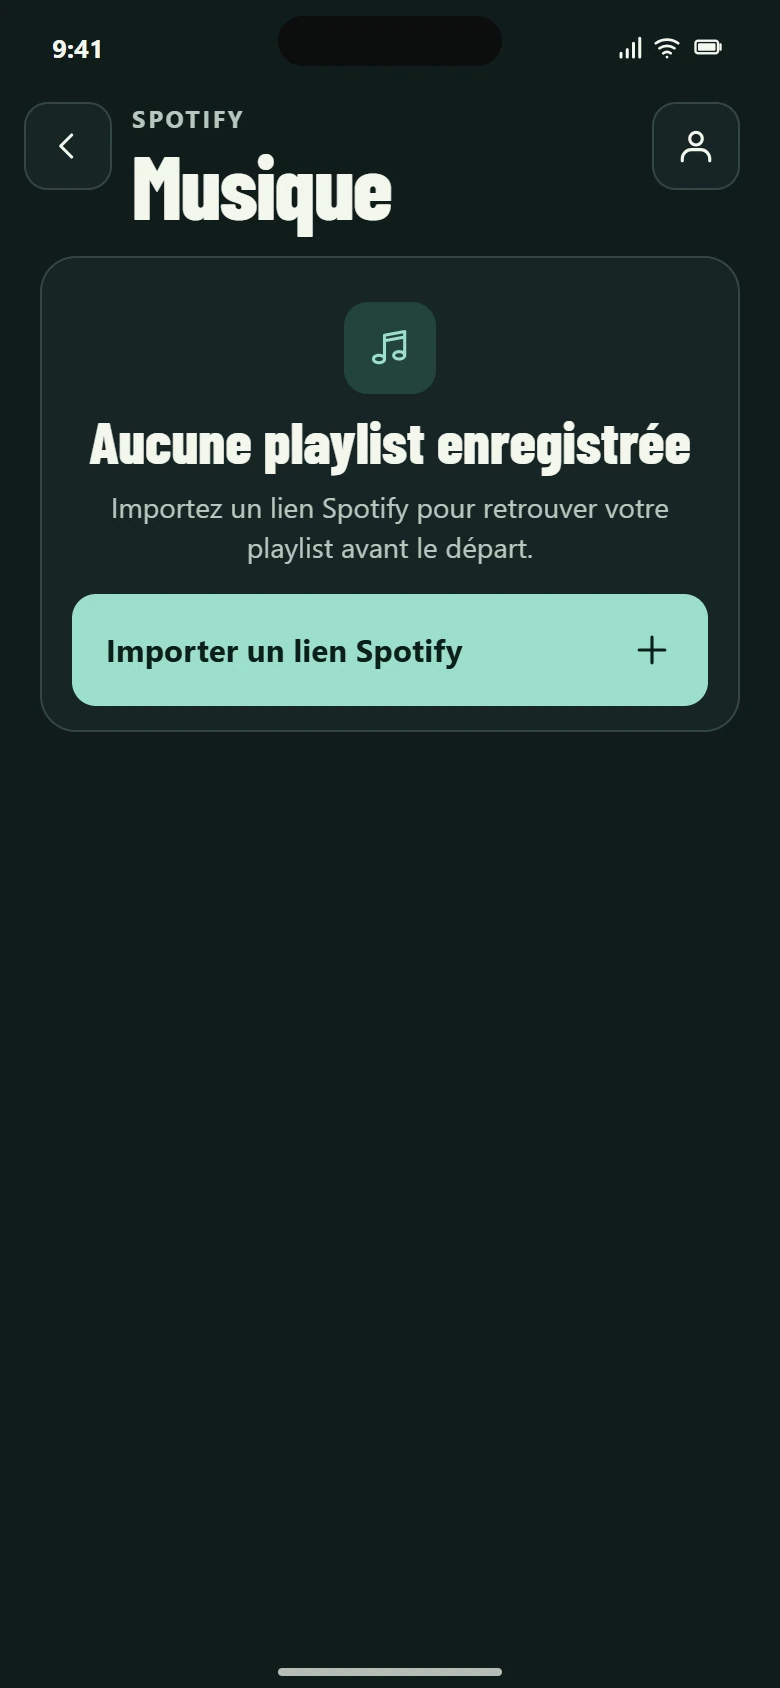 9:41
SPOTIFY
Musique
Aucune playlist enregistrée
Importez un lien Spotify pour retrouver votre
playlist avant le départ.
Importer un lien Spotify